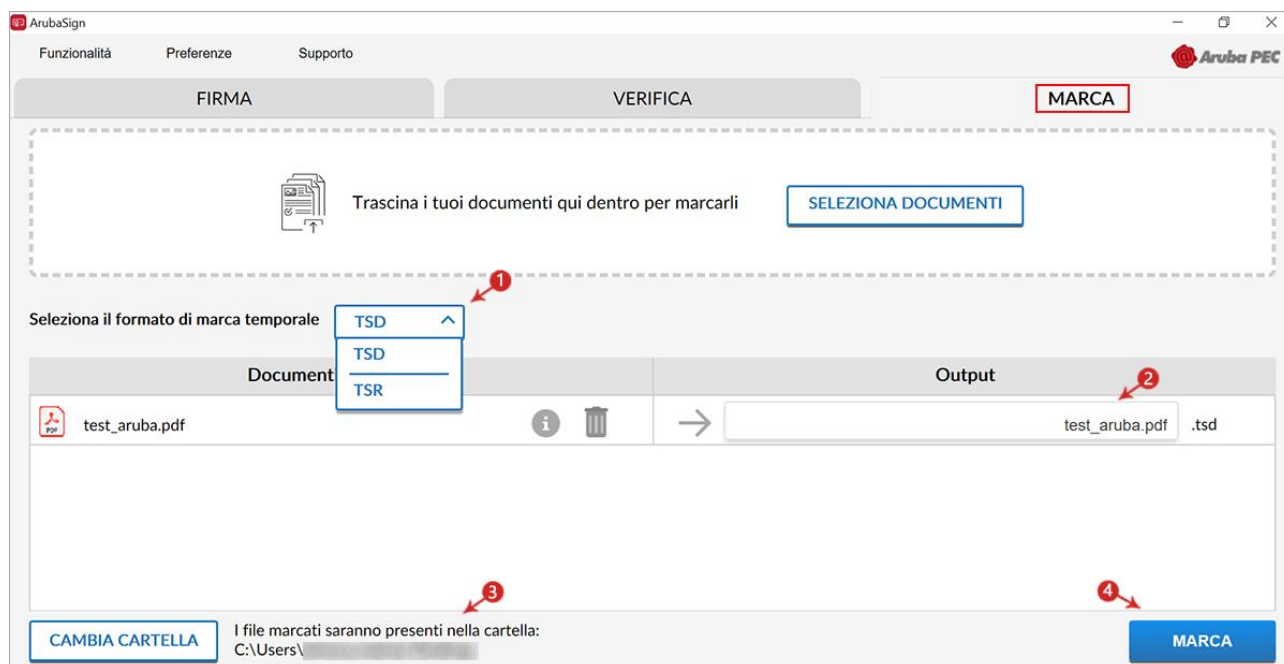 ArubaSign
Funzionalità Preferenze Supporto
Aruba PEC
FIRMA VERIFICA MARCA
Trascina i tuoi documenti qui dentro per marcarli SELEZIONA DOCUMENTI
1
Seleziona il formato di marca temporale TSD
TSD
TSR
Document Output
2
PDF test_aruba.pdf test_aruba.pdf .tsd
3
4
CAMBIA CARTELLA I file marcati saranno presenti nella cartella:
C:\Users\
MARCA